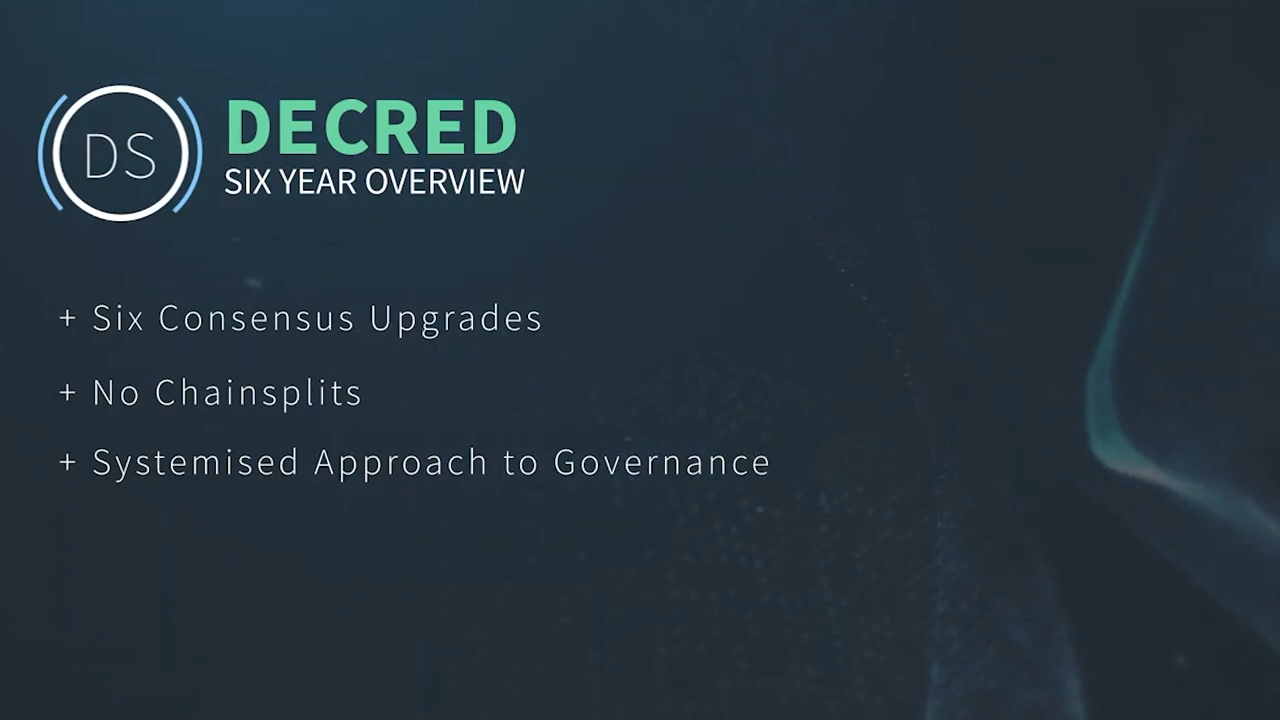 DS
DECRED
SIX YEAR OVERVIEW
+ Six Consensus Upgrades
+ No Chainsplits
+ Systemised Approach to Governance